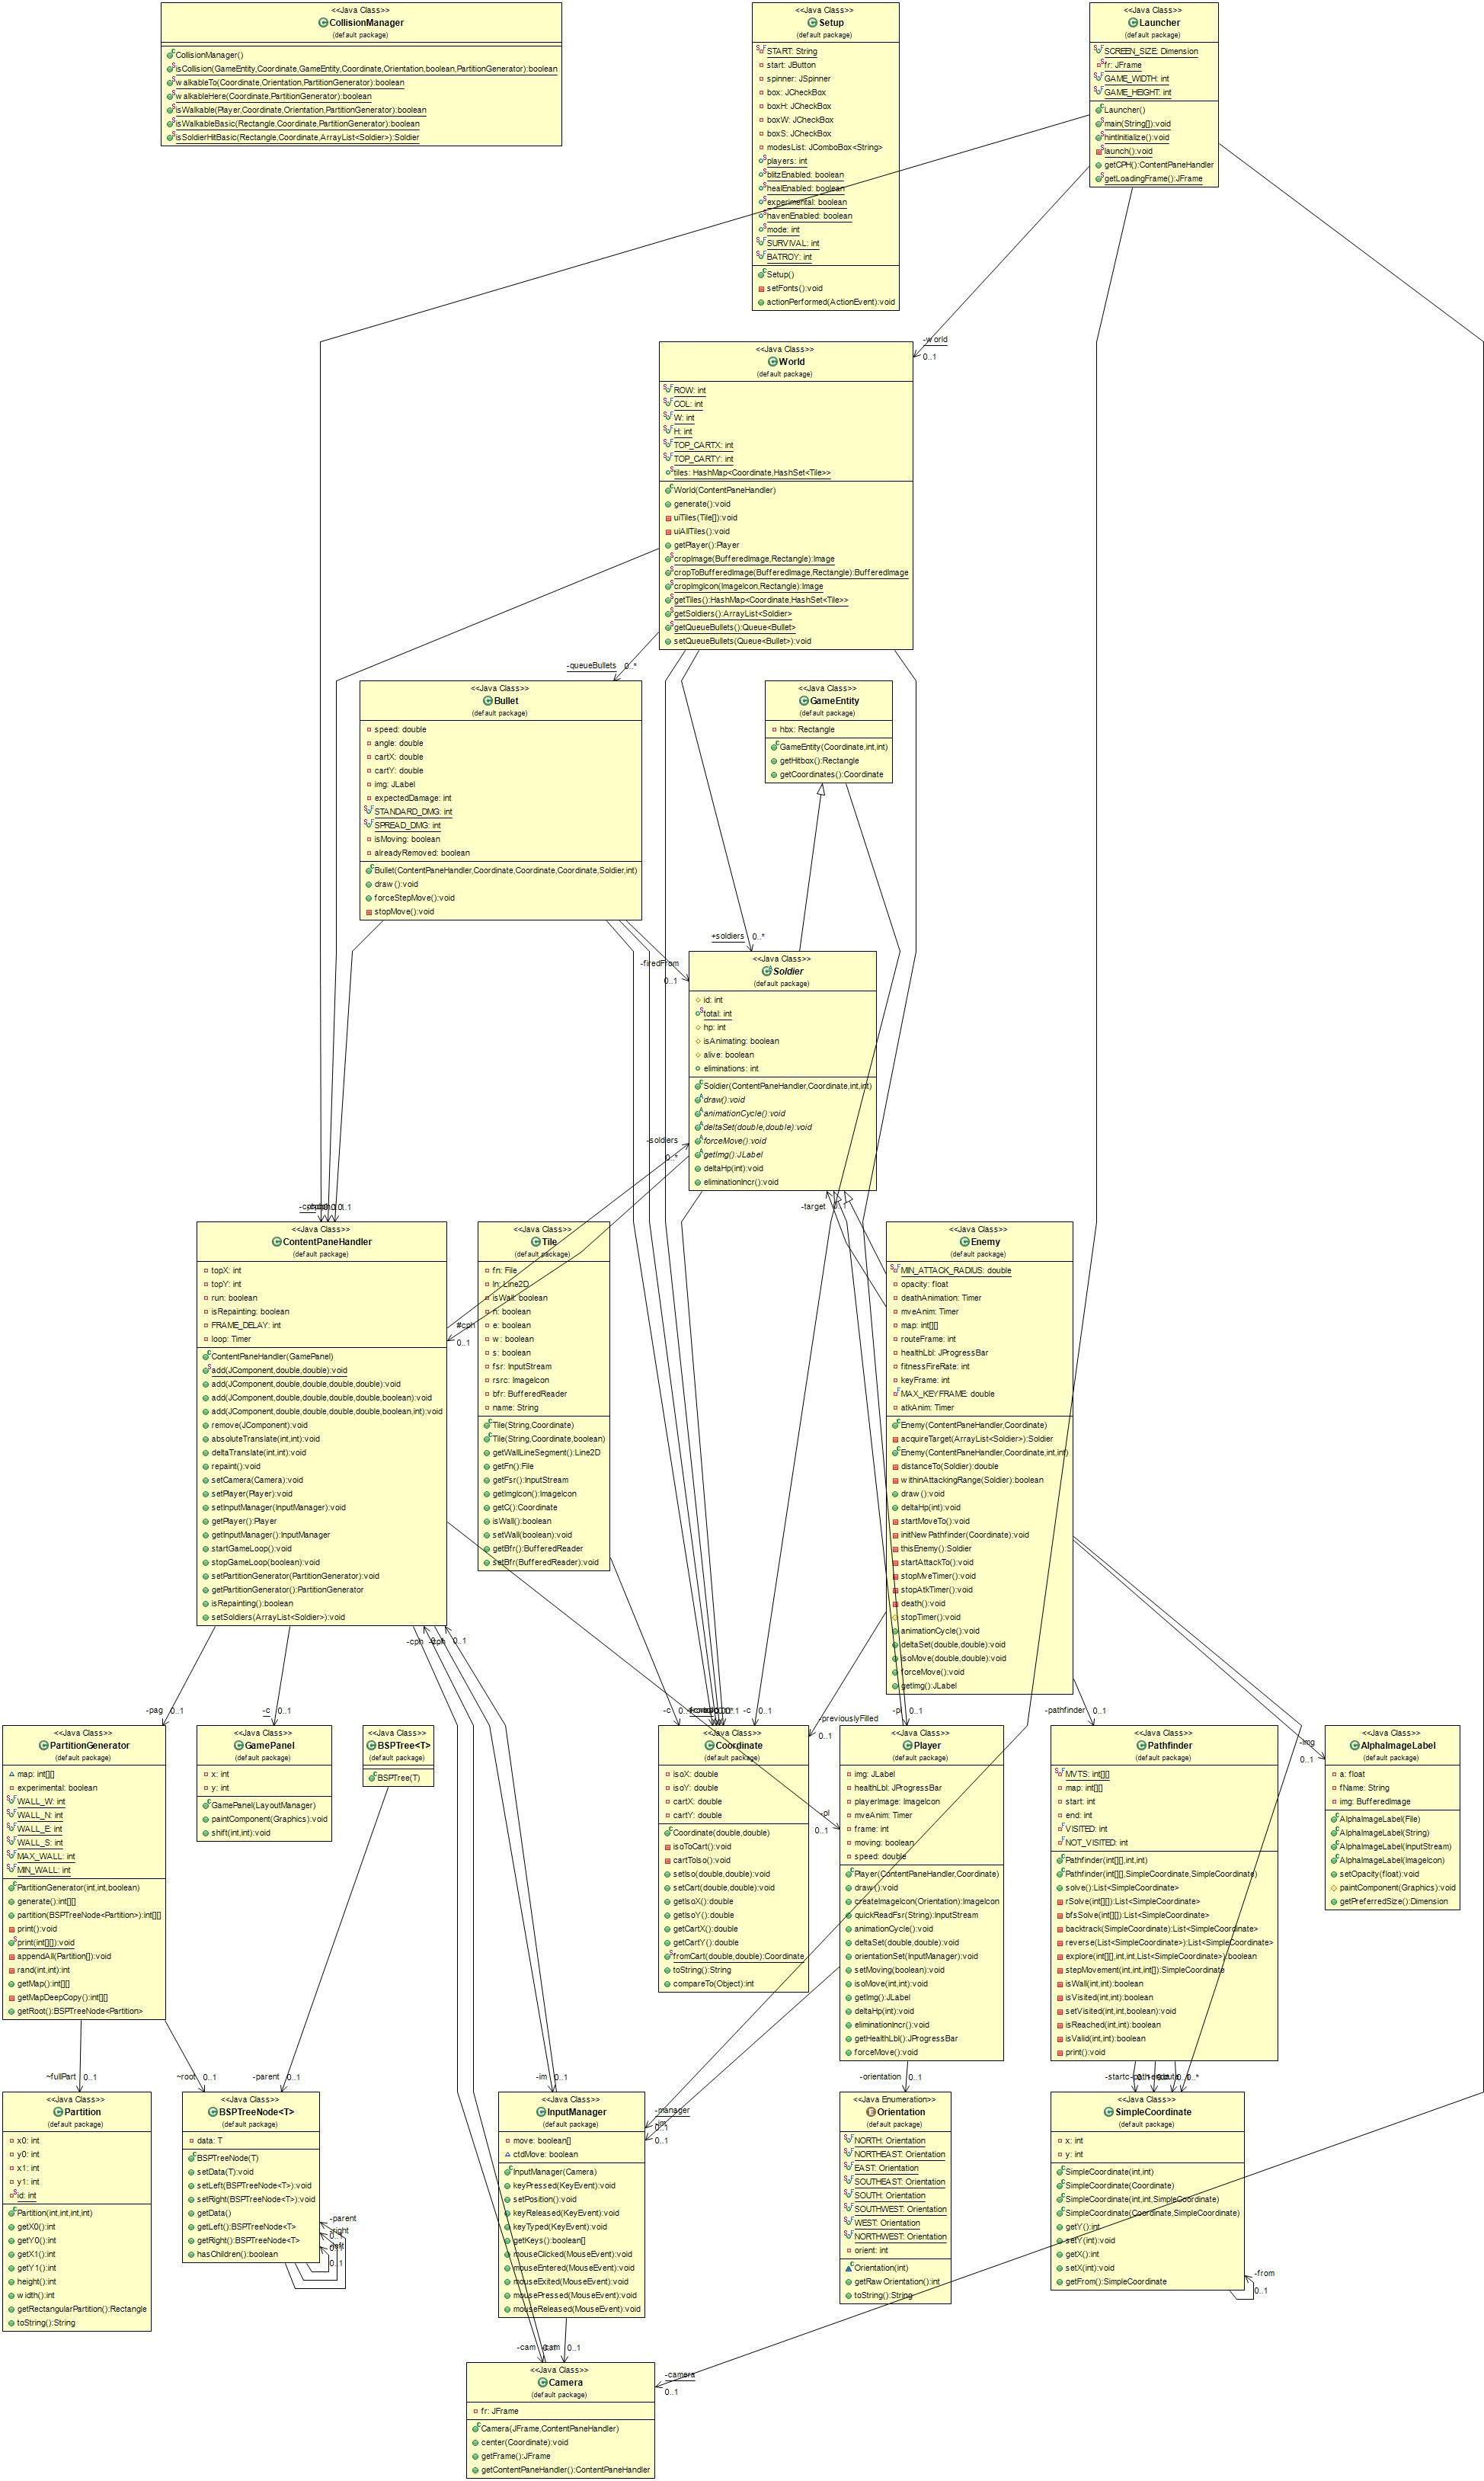 <<Java Class>>
CollisionManager
(default package)
CollisionManager()
isCollision(GameEntity,Coordinate,GameEntity,Coordinate,Orientation,boolean,PartitionGenerator):boolean
walkableTo(Coordinate,Orientation,PartitionGenerator):boolean
walkableHere(Coordinate,PartitionGenerator):boolean
isWalkable(Player,Coordinate,Orientation,PartitionGenerator):boolean
isWalkableBasic(Rectangle,Coordinate,PartitionGenerator):boolean
isSoldierHitBasic(Rectangle,Coordinate,ArrayList<Soldier>):Soldier
<<Java Class>>
Setup
(default package)
START: String
start: JButton
spinner: JSpinner
box: JCheckBox
boxH: JCheckBox
boxW: JCheckBox
boxS: JCheckBox
modesList: JComboBox<String>
players: int
blitzEnabled: boolean
healEnabled: boolean
experimental: boolean
havenEnabled: boolean
mode: int
SURVIVAL: int
BATROY: int
Setup()
setFonts():void
actionPerformed(ActionEvent):void
<<Java Class>>
Launcher
(default package)
SCREEN_SIZE: Dimension
fr: JFrame
GAME_WIDTH: int
GAME_HEIGHT: int
Launcher()
main(String[]):void
hintInitialize():void
launch():void
getCPH():ContentPaneHandler
getLoadingFrame():JFrame
-world
0..1
<<Java Class>>
World
(default package)
ROW: int
COL: int
W: int
H: int
TOP_CARTX: int
TOP_CARTY: int
tiles: HashMap<Coordinate,HashSet<Tile>>
World(ContentPaneHandler)
generate():void
uiTiles(Tile[]):void
uiAllTiles():void
getPlayer():Player
cropImage(BufferedImage,Rectangle):Image
cropToBufferedImage(BufferedImage,Rectangle):BufferedImage
cropImgIcon(ImageIcon,Rectangle):Image
getTiles():HashMap<Coordinate,HashSet<Tile>>
getSoldiers():ArrayList<Soldier>
getQueueBullets():Queue<Bullet>
setQueueBullets(Queue<Bullet>):void
-queueBullets 0..*
<<Java Class>>
Bullet
(default package)
speed: double
angle: double
cartX: double
cartY: double
img: JLabel
expectedDamage: int
STANDARD_DMG: int
SPREAD_DMG: int
isMoving: boolean
alreadyRemoved: boolean
Bullet(ContentPaneHandler,Coordinate,Coordinate,Coordinate,Soldier,int)
draw():void
forceStepMove():void
stopMove():void
<<Java Class>>
GameEntity
(default package)
hbx: Rectangle
GameEntity(Coordinate,int,int)
getHitbox():Rectangle
getCoordinates():Coordinate
+soldiers 0..*
-firedFrom
0..1
<<Java Class>>
Soldier
(default package)
id: int
total: int
hp: int
isAnimating: boolean
alive: boolean
eliminations: int
Soldier(ContentPaneHandler,Coordinate,int,int)
draw():void
animationCycle():void
deltaSet(double,double):void
forceMove():void
getImg():JLabel
deltaHp(int):void
eliminationIncr():void
-soldiers
0..*
-target
<<Java Class>>
ContentPaneHandler
(default package)
topX: int
topY: int
run: boolean
isRepainting: boolean
FRAME_DELAY: int
loop: Timer
ContentPaneHandler(GamePanel)
add(JComponent,double,double):void
add(JComponent,double,double,double,double):void
add(JComponent,double,double,double,double,boolean):void
add(JComponent,double,double,double,double,boolean,int):void
remove(JComponent):void
absoluteTranslate(int,int):void
deltaTranslate(int,int):void
repaint():void
setCamera(Camera):void
setPlayer(Player):void
setInputManager(InputManager):void
getPlayer():Player
getInputManager():InputManager
startGameLoop():void
stopGameLoop(boolean):void
setPartitionGenerator(PartitionGenerator):void
getPartitionGenerator():PartitionGenerator
isRepainting():boolean
setSoldiers(ArrayList<Soldier>):void
#cph
0..1
<<Java Class>>
Tile
(default package)
fn: File
ln: Line2D
isWall: boolean
n: boolean
e: boolean
w: boolean
s: boolean
fsr: InputStream
rsrc: ImageIcon
bfr: BufferedReader
name: String
Tile(String,Coordinate)
Tile(String,Coordinate,boolean)
getWallLineSegment():Line2D
getFn():File
getFsr():InputStream
getImgIcon():ImageIcon
getC():Coordinate
isWall():boolean
setWall(boolean):void
getBfr():BufferedReader
setBfr(BufferedReader):void
<<Java Class>>
Enemy
(default package)
MIN_ATTACK_RADIUS: double
opacity: float
deathAnimation: Timer
mveAnim: Timer
map: int[][]
routeFrame: int
healthLbl: JProgressBar
fitnessFireRate: int
keyFrame: int
MAX_KEYFRAME: double
atkAnim: Timer
Enemy(ContentPaneHandler,Coordinate)
acquireTarget(ArrayList<Soldier>):Soldier
Enemy(ContentPaneHandler,Coordinate,int,int)
distanceTo(Soldier):double
withinAttackingRange(Soldier):boolean
draw():void
deltaHp(int):void
startMoveTo():void
initNewPathfinder(Coordinate):void
thisEnemy():Soldier
startAttackTo():void
stopMveTimer():void
stopAtkTimer():void
death():void
stopTimer():void
animationCycle():void
deltaSet(double,double):void
isoMove(double,double):void
forceMove():void
getImg():JLabel
-pag 0..1
-c 0..1
-cph
0..1
-c
-c 0..1
-previouslyFilled
0..1
-pathfinder 0..1
-img
0..1
-pl
0..1
<<Java Class>>
PartitionGenerator
(default package)
map: int[][]
experimental: boolean
WALL_W: int
WALL_N: int
WALL_E: int
WALL_S: int
MAX_WALL: int
MIN_WALL: int
PartitionGenerator(int,int,boolean)
generate():int[][]
partition(BSPTreeNode<Partition>):int[][]
print():void
print(int[][]):void
appendAll(Partition[]):void
rand(int,int):int
getMap():int[][]
getMapDeepCopy():int[][]
getRoot():BSPTreeNode<Partition>
<<Java Class>>
GamePanel
(default package)
x: int
y: int
GamePanel(LayoutManager)
paintComponent(Graphics):void
shift(int,int):void
<<Java Class>>
BSPTree<T>
(default package)
BSPTree(T)
<<Java Class>>
Coordinate
(default package)
isoX: double
isoY: double
cartX: double
cartY: double
Coordinate(double,double)
isoToCart():void
cartToIso():void
setIso(double,double):void
setCart(double,double):void
getIsoX():double
getIsoY():double
getCartX():double
getCartY():double
fromCart(double,double):Coordinate
toString():String
compareTo(Object):int
<<Java Class>>
Player
(default package)
img: JLabel
healthLbl: JProgressBar
playerImage: ImageIcon
mveAnim: Timer
frame: int
moving: boolean
speed: double
Player(ContentPaneHandler,Coordinate)
draw():void
createImageIcon(Orientation):ImageIcon
quickReadFsr(String):InputStream
animationCycle():void
deltaSet(double,double):void
orientationSet(InputManager):void
setMoving(boolean):void
isoMove(int,int):void
getImg():JLabel
deltaHp(int):void
eliminationIncr():void
getHealthLbl():JProgressBar
forceMove():void
<<Java Class>>
Pathfinder
(default package)
MVTS: int[][]
map: int[][]
start: int
end: int
VISITED: int
NOT_VISITED: int
Pathfinder(int[][],int,int)
Pathfinder(int[][],SimpleCoordinate,SimpleCoordinate)
solve():List<SimpleCoordinate>
rSolve(int[][]):List<SimpleCoordinate>
bfsSolve(int[][]):List<SimpleCoordinate>
backtrack(SimpleCoordinate):List<SimpleCoordinate>
reverse(List<SimpleCoordinate>):List<SimpleCoordinate>
explore(int[][],int,int,List<SimpleCoordinate>):boolean
stepMovement(int,int,int[]):SimpleCoordinate
isWall(int,int):boolean
isVisited(int,int):boolean
setVisited(int,int,boolean):void
isReached(int,int):boolean
isValid(int,int):boolean
print():void
<<Java Class>>
AlphaImageLabel
(default package)
a: float
fName: String
img: BufferedImage
AlphaImageLabel(File)
AlphaImageLabel(String)
AlphaImageLabel(InputStream)
AlphaImageLabel(ImageIcon)
setOpacity(float):void
paintComponent(Graphics):void
getPreferredSize():Dimension
~fullPart 0..1
~root 0..1
-parent 0..1
-im 0..1
-manager
0..1
-orientation 0..1
<<Java Class>>
Partition
(default package)
x0: int
y0: int
x1: int
y1: int
id: int
Partition(int,int,int,int)
getX0():int
getY0():int
getX1():int
getY1():int
height():int
width():int
getRectangularPartition():Rectangle
toString():String
<<Java Class>>
BSPTreeNode<T>
(default package)
data: T
BSPTreeNode(T)
setData(T):void
setLeft(BSPTreeNode<T>):void
setRight(BSPTreeNode<T>):void
getData()
getLeft():BSPTreeNode<T>
getRight():BSPTreeNode<T>
hasChildren():boolean
-parent
0..1
<<Java Class>>
InputManager
(default package)
move: boolean[]
ctdMove: boolean
InputManager(Camera)
keyPressed(KeyEvent):void
setPosition():void
keyReleased(KeyEvent):void
keyTyped(KeyEvent):void
getKeys():boolean[]
mouseClicked(MouseEvent):void
mouseEntered(MouseEvent):void
mouseExited(MouseEvent):void
mousePressed(MouseEvent):void
mouseReleased(MouseEvent):void
<<Java Enumeration>>
Orientation
(default package)
NORTH: Orientation
NORTHEAST: Orientation
EAST: Orientation
SOUTHEAST: Orientation
SOUTH: Orientation
SOUTHWEST: Orientation
WEST: Orientation
NORTHWEST: Orientation
orient: int
Orientation(int)
getRawOrientation():int
toString():String
<<Java Class>>
SimpleCoordinate
(default package)
x: int
y: int
SimpleCoordinate(int,int)
SimpleCoordinate(Coordinate)
SimpleCoordinate(int,int,SimpleCoordinate)
SimpleCoordinate(Coordinate,SimpleCoordinate)
getY():int
setY(int):void
getX():int
setX(int):void
getFrom():SimpleCoordinate
-from
0..1
-cam
0..1
-camera
0..1
<<Java Class>>
Camera
(default package)
fr: JFrame
Camera(JFrame,ContentPaneHandler)
center(Coordinate):void
getFrame():JFrame
getContentPaneHandler():ContentPaneHandler